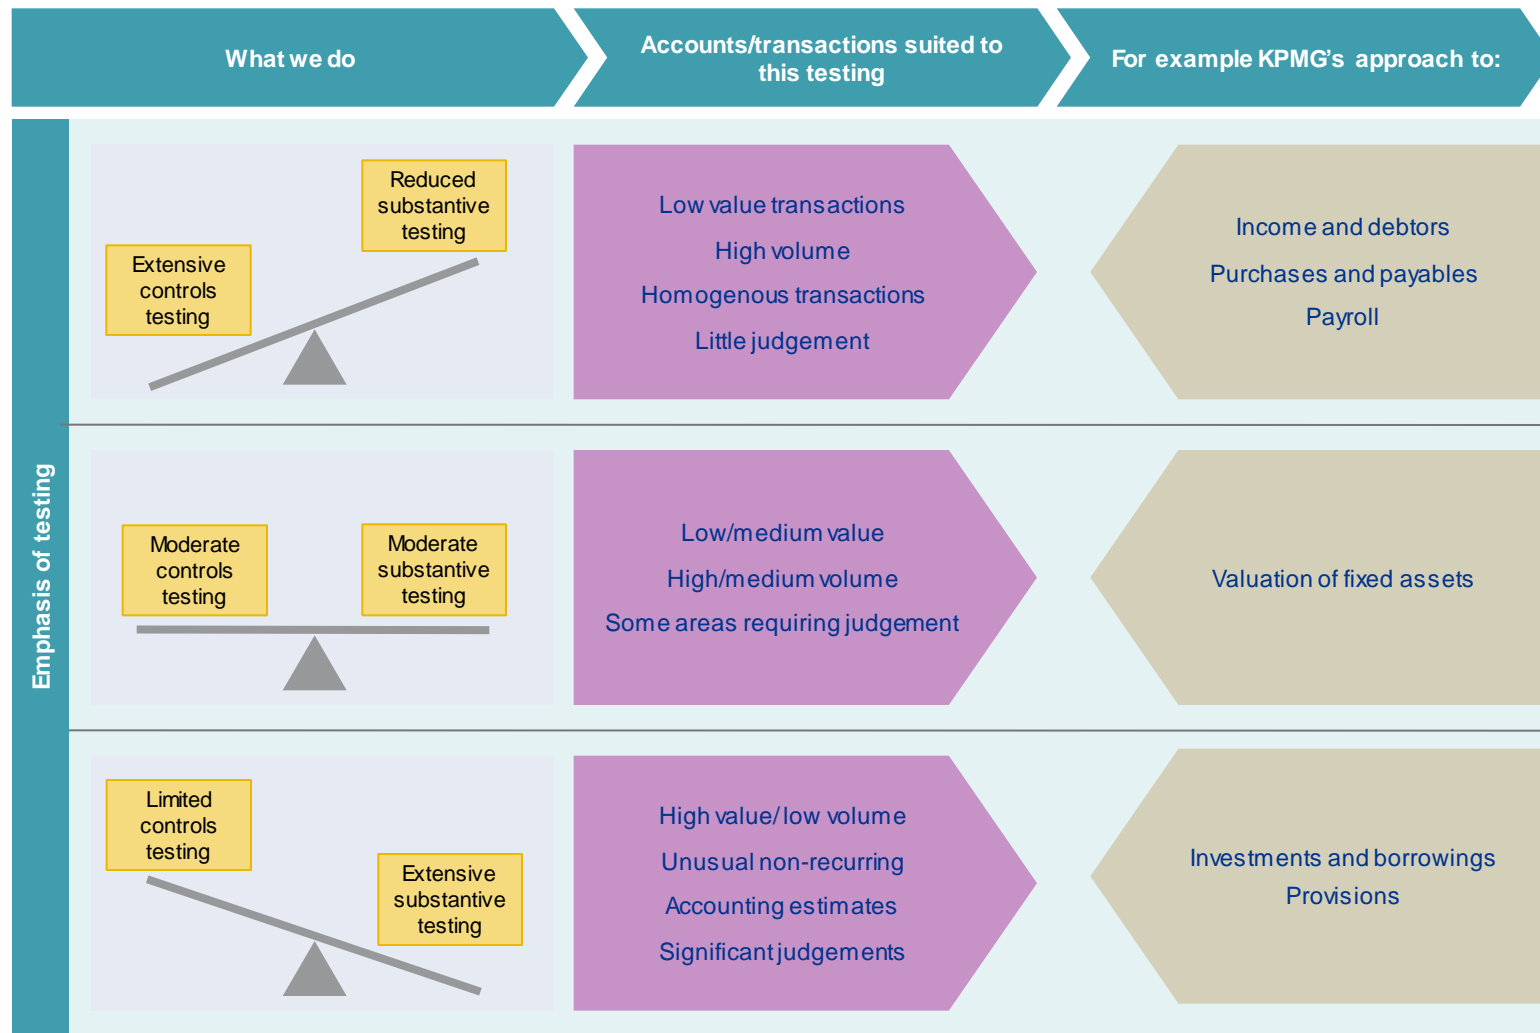 What we do
Accounts/transactions suited to
this testing
For example KPMG's approach to:
Emphasis of testing
Extensive
controls
testing
Reduced
substantive
testing
Low value transactions
High volume
Homogenous transactions
Little judgement
Income and debtors
Purchases and payables
Payroll
Moderate
controls
testing
Moderate
substantive
testing
Low/medium value
High/medium volume
Some areas requiring judgement
Valuation of fixed assets
Limited
controls
testing
Extensive
substantive
testing
High value/ low volume
Unusual non-recurring
Accounting estimates
Significant judgements
Investments and borrowings
Provisions